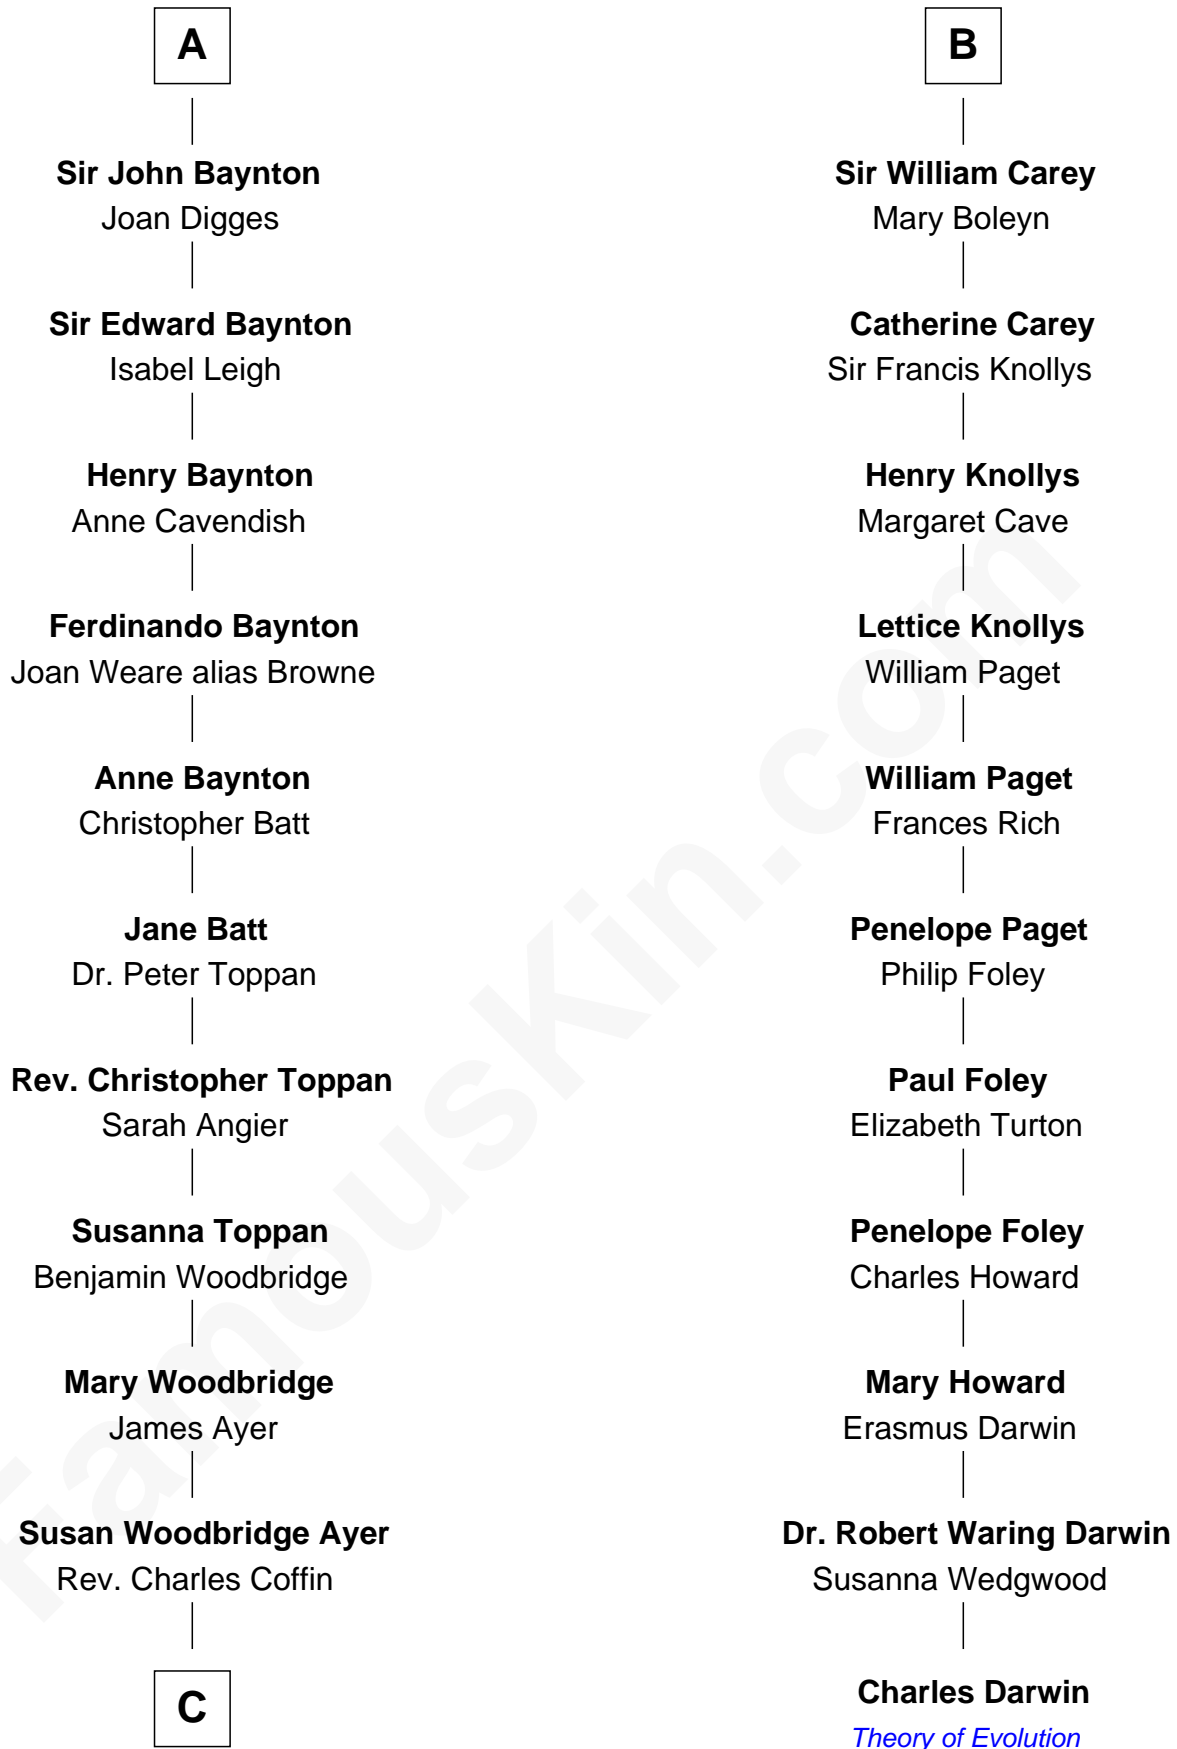 A
Sir John Baynton
Joan Digges
Sir Edward Baynton
Isabel Leigh
Henry Baynton
Anne Cavendish
Ferdinando Baynton
Joan Weare alias Browne
Anne Baynton
Christopher Batt
Jane Batt
Dr. Peter Toppan
Rev. Christopher Toppan
Sarah Angier
Susanna Toppan
Benjamin Woodbridge
Mary Woodbridge
James Ayer
Susan Woodbridge Ayer
Rev. Charles Coffin
C
B
Sir William Carey
Mary Boleyn
Catherine Carey
Sir Francis Knollys
Henry Knollys
Margaret Cave
Lettice Knollys
William Paget
William Paget
Frances Rich
Penelope Paget
Philip Foley
Paul Foley
Elizabeth Turton
Penelope Foley
Charles Howard
Mary Howard
Erasmus Darwin
Dr. Robert Waring Darwin
Susanna Wedgwood
Charles Darwin
Theory of Evolution
FamousKin.com